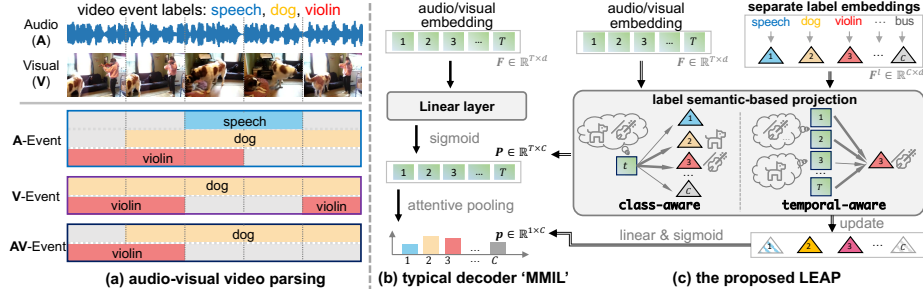 video event labels: speech, dog, violin
Audio
(A)
Visual
(V)
speech
A-Event
dog
violin
dog
V-Event
violin
violin
dog
AV-Event
violin
(a) audio-visual video parsing
audio/visual
embedding
1 2 3 ... T
F ∈ ℝ^{T×d}
Linear layer
sigmoid
P ∈ ℝ^{T×C}
1 2 3 ... T
attentive pooling
p ∈ ℝ^{1×C}
1 2 3 ... C
(b) typical decoder 'MMIL'
audio/visual
embedding
1 2 3 ... T
F ∈ ℝ^{T×d}
separate label embeddings
speech dog violin ... bus
1 2 3 ... C
F^l ∈ ℝ^{C×d}
label semantic-based projection
t
1
2
3
...
C
class-aware
1
2
3
...
T
3
temporal-aware
update
linear & sigmoid
1 2 3 ... C
(c) the proposed LEAP